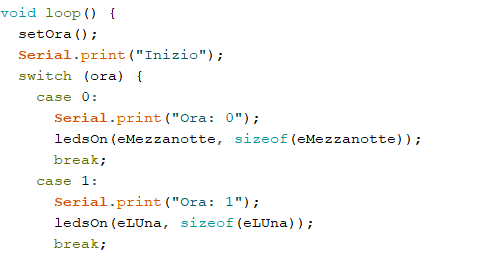 void loop() {
  setOra();
  Serial.print("Inizio");
  switch (ora) {
    case 0:
      Serial.print("Ora: 0");
      ledsOn(eMezzanotte, sizeof(eMezzanotte));
      break;
    case 1:
      Serial.print("Ora: 1");
      ledsOn(eLUna, sizeof(eLUna));
      break;